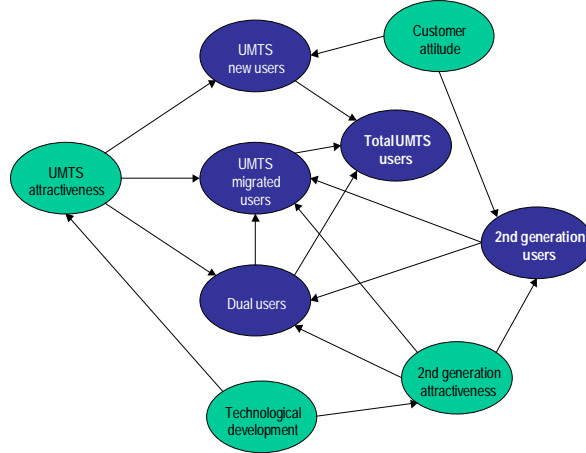 Customer
attitude
UMTS
new users
Total UMTS
users
UMTS
attractiveness
UMTS
migrated
users
2nd generation
users
Dual users
2nd generation
attractiveness
Technological
development